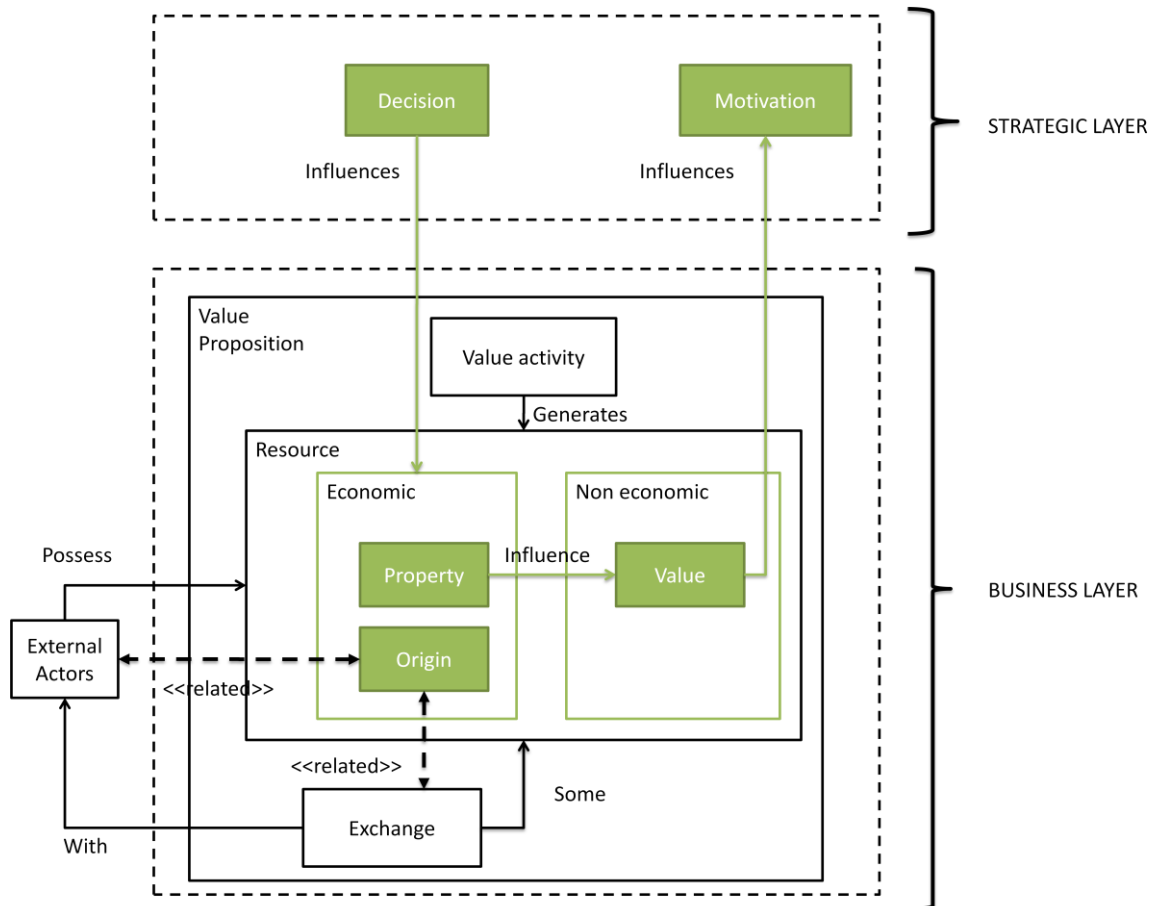 Decision
Motivation
STRATEGIC LAYER
Influences
Influences
Value
Proposition
Value activity
Generates
Resource
Economic
Non economic
Possess
Property
Influence
Value
BUSINESS LAYER
External
Actors
Origin
<<related>>
<<related>>
Some
Exchange
With